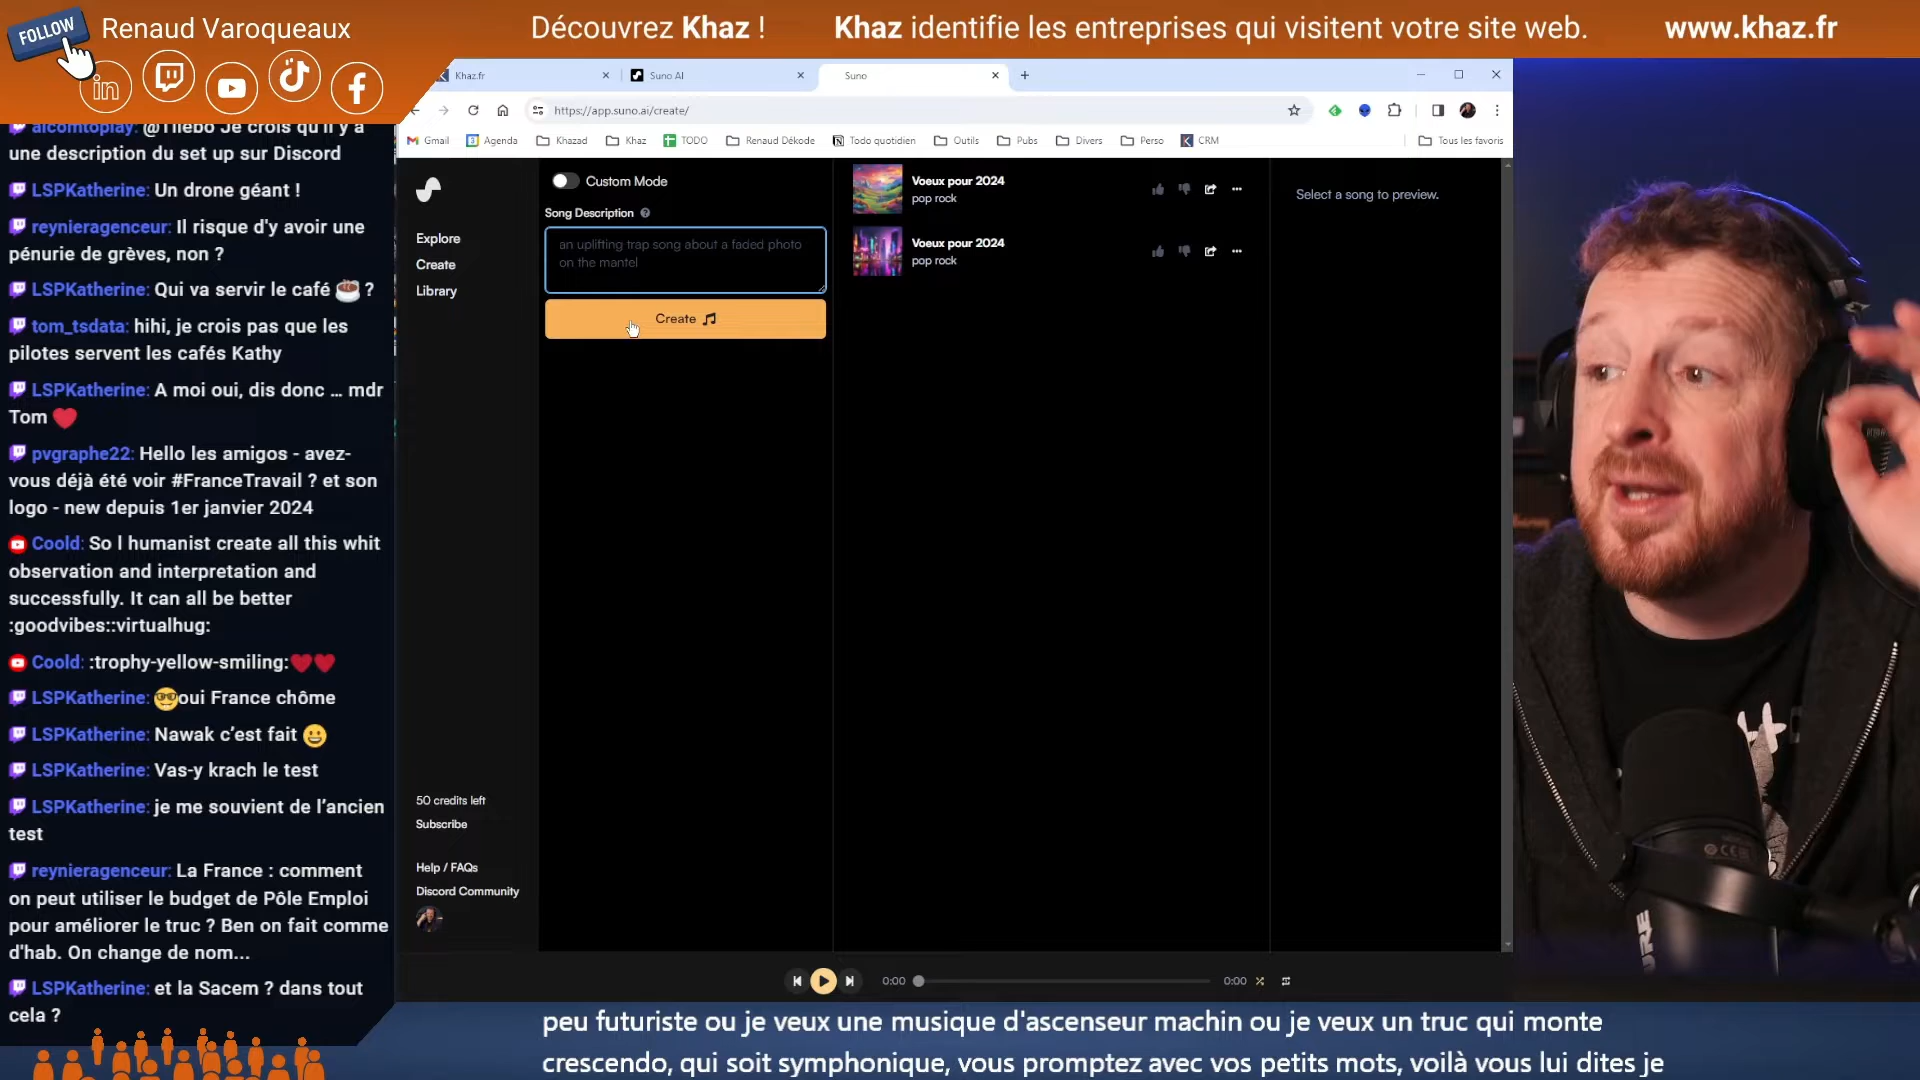 FOLLOW
Renaud Varoqueaux
Découvrez Khaz !
Khaz identifie les entreprises qui visitent votre site web.
www.khaz.fr
alcomtoplay: @Thebo Je crois qu'il y a
une description du set up sur Discord
LSPKatherine: Un drone géant !
reynieragenceur: Il risque d'y avoir une
pénurie de grèves, non ?
LSPKatherine: Qui va servir le café ☕ ?
tom_tsdata: hihi, je crois pas que les
pilotes servent les cafés Kathy
LSPKatherine: A moi oui, dis donc ... mdr
Tom ❤️
pvgraphe22: Hello les amigos - avez-
vous déjà été voir #FranceTravail ? et son
logo - new depuis 1er janvier 2024
Coold: So I humanist create all this whit
observation and interpretation and
successfully. It can all be better
:goodvibes::virtualhug:
Coold: :trophy-yellow-smiling:❤️❤️
LSPKatherine: 🤓oui France chôme
LSPKatherine: Nawak c’est fait 😀
LSPKatherine: Vas-y krach le test
LSPKatherine: je me souvient de l’ancien
test
reynieragenceur: La France : comment
on peut utiliser le budget de Pôle Emploi
pour améliorer le truc ? Ben on fait comme
d'hab. On change de nom...
LSPKatherine: et la Sacem ? dans tout
cela ?
Khaz.fr
Suno AI
Suno
https://app.suno.ai/create/
Gmail
Agenda
Khazad
Khaz
TODO
Renaud Dékode
Todo quotidien
Outils
Pubs
Divers
Perso
CRM
Tous les favoris
Explore
Create
Library
50 credits left
Subscribe
Help / FAQs
Discord Community
Custom Mode
Song Description
an uplifting trap song about a faded photo
on the mantel
Create
Voeux pour 2024
pop rock
Voeux pour 2024
pop rock
Select a song to preview.
0:00
0:00
peu futuriste ou je veux une musique d'ascenseur machin ou je veux un truc qui monte
crescendo, qui soit symphonique, vous promptez avec vos petits mots, voilà vous lui dites je